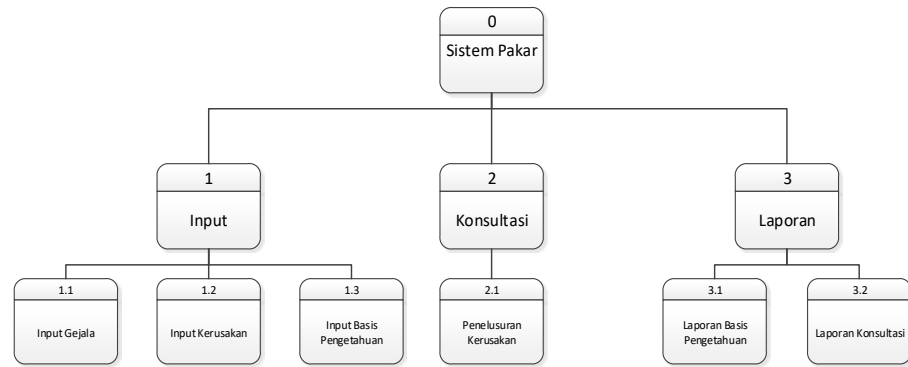 0
Sistem Pakar
1
Input
2
Konsultasi
3
Laporan
1.1
Input Gejala
1.2
Input Kerusakan
1.3
Input Basis
Pengetahuan
2.1
Penelusuran
Kerusakan
3.1
Laporan Basis
Pengetahuan
3.2
Laporan Konsultasi